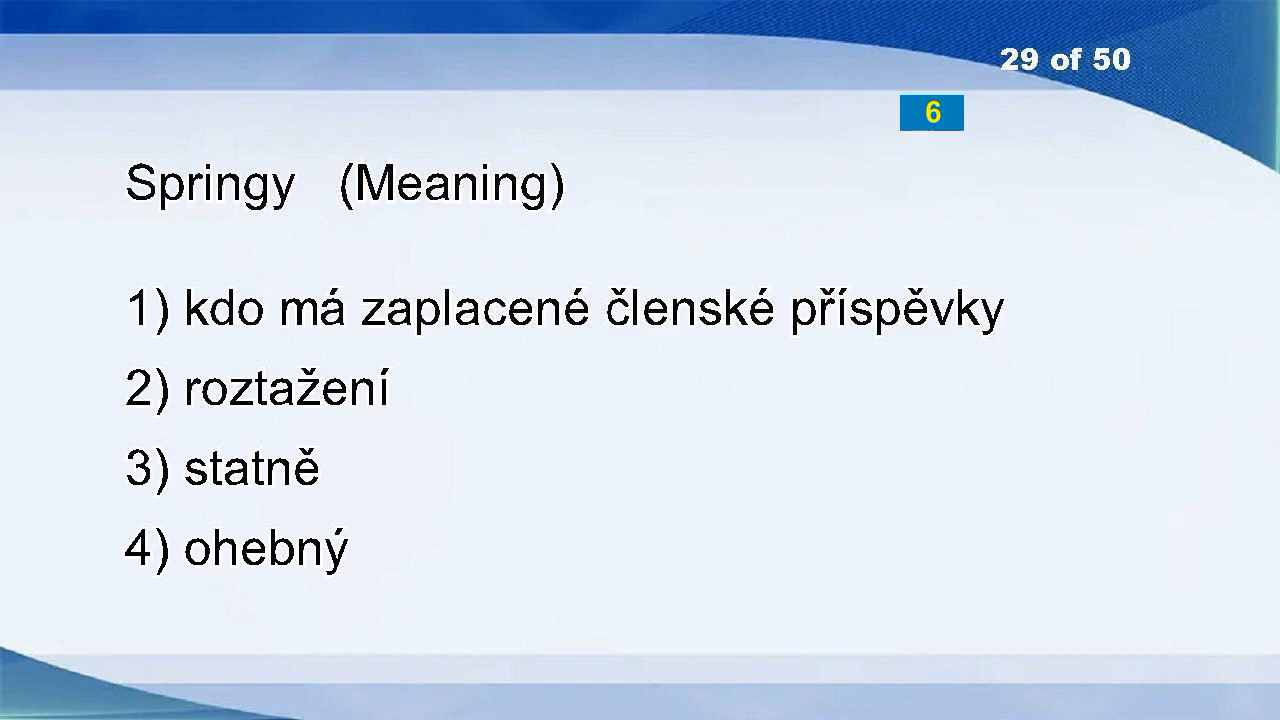 29 of 50
6
Springy (Meaning)
1) kdo má zaplacené členské příspěvky
2) roztažení
3) statně
4) ohebný